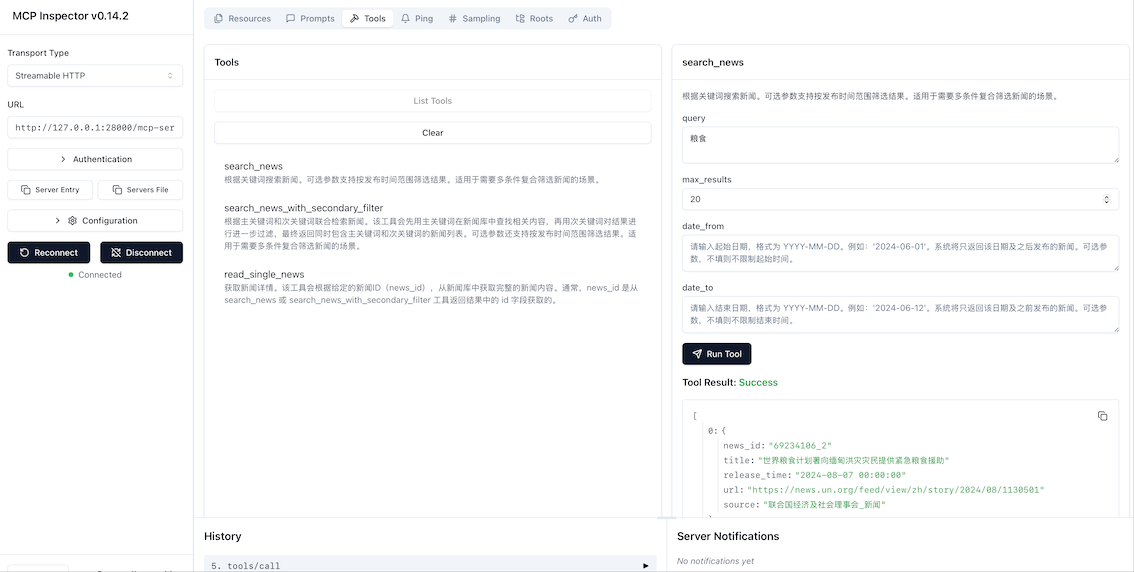 MCP Inspector v0.14.2
Transport Type
Streamable HTTP
URL
http://127.0.0.1:28000/mcp-ser
Authentication
Server Entry
Servers File
Configuration
Reconnect
Disconnect
Connected
Resources
Prompts
Tools
Ping
Sampling
Roots
Auth
Tools
List Tools
Clear
search_news
根据关键词搜索新闻。可选参数支持按发布时间范围筛选结果。适用于需要多条件复合筛选新闻的场景。
search_news_with_secondary_filter
根据主关键词和次关键词联合检索新闻。该工具会先用主关键词在新闻库中查找相关内容，再用次关键词对结果进
行进一步过滤，最终返回同时包含主关键词和次关键词的新闻列表。可选参数还支持按发布时间范围筛选结果。适
用于需要多条件复合筛选新闻的场景。
read_single_news
获取新闻详情。该工具会根据给定的新闻ID（news_id），从新闻库中获取完整的新闻内容。通常，news_id 是从
search_news 或 search_news_with_secondary_filter 工具返回结果中的 id 字段获取的。
search_news
根据关键词搜索新闻。可选参数支持按发布时间范围筛选结果。适用于需要多条件复合筛选新闻的场景。
query
粮食
max_results
20
date_from
请输入起始日期，格式为 YYYY-MM-DD。例如：'2024-06-01'。系统将只返回该日期及之后发布的新闻。可选参
数，不填则不限制起始时间。
date_to
请输入结束日期，格式为 YYYY-MM-DD。例如：'2024-06-12'。系统将只返回该日期及之前发布的新闻。可选参
数，不填则不限制结束时间。
Run Tool
Tool Result: Success
[
0: {
news_id: "69234106_2"
title: "世界粮食计划署向缅甸洪灾灾民提供紧急粮食援助"
release_time: "2024-08-07 00:00:00"
url: "https://news.un.org/feed/view/zh/story/2024/08/1130501"
source: "联合国经济及社会理事会_新闻"
History
5. tools/call
Server Notifications
No notifications yet